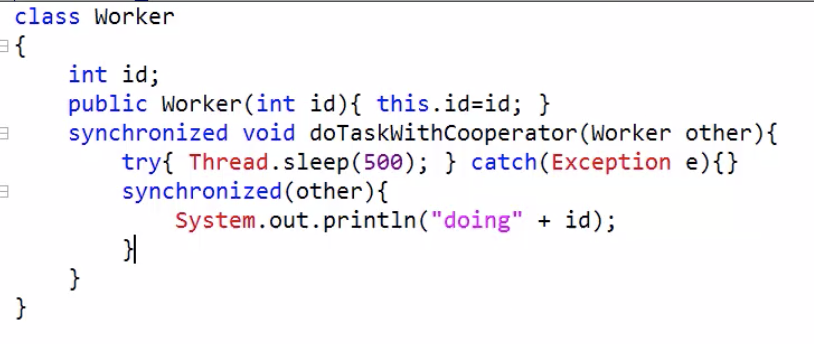 class Worker
{
    int id;
    public Worker(int id){ this.id=id; }
    synchronized void doTaskWithCooperator(Worker other){
        try{ Thread.sleep(500); } catch(Exception e){}
        synchronized(other){
            System.out.println("doing" + id);
        }
    }
}